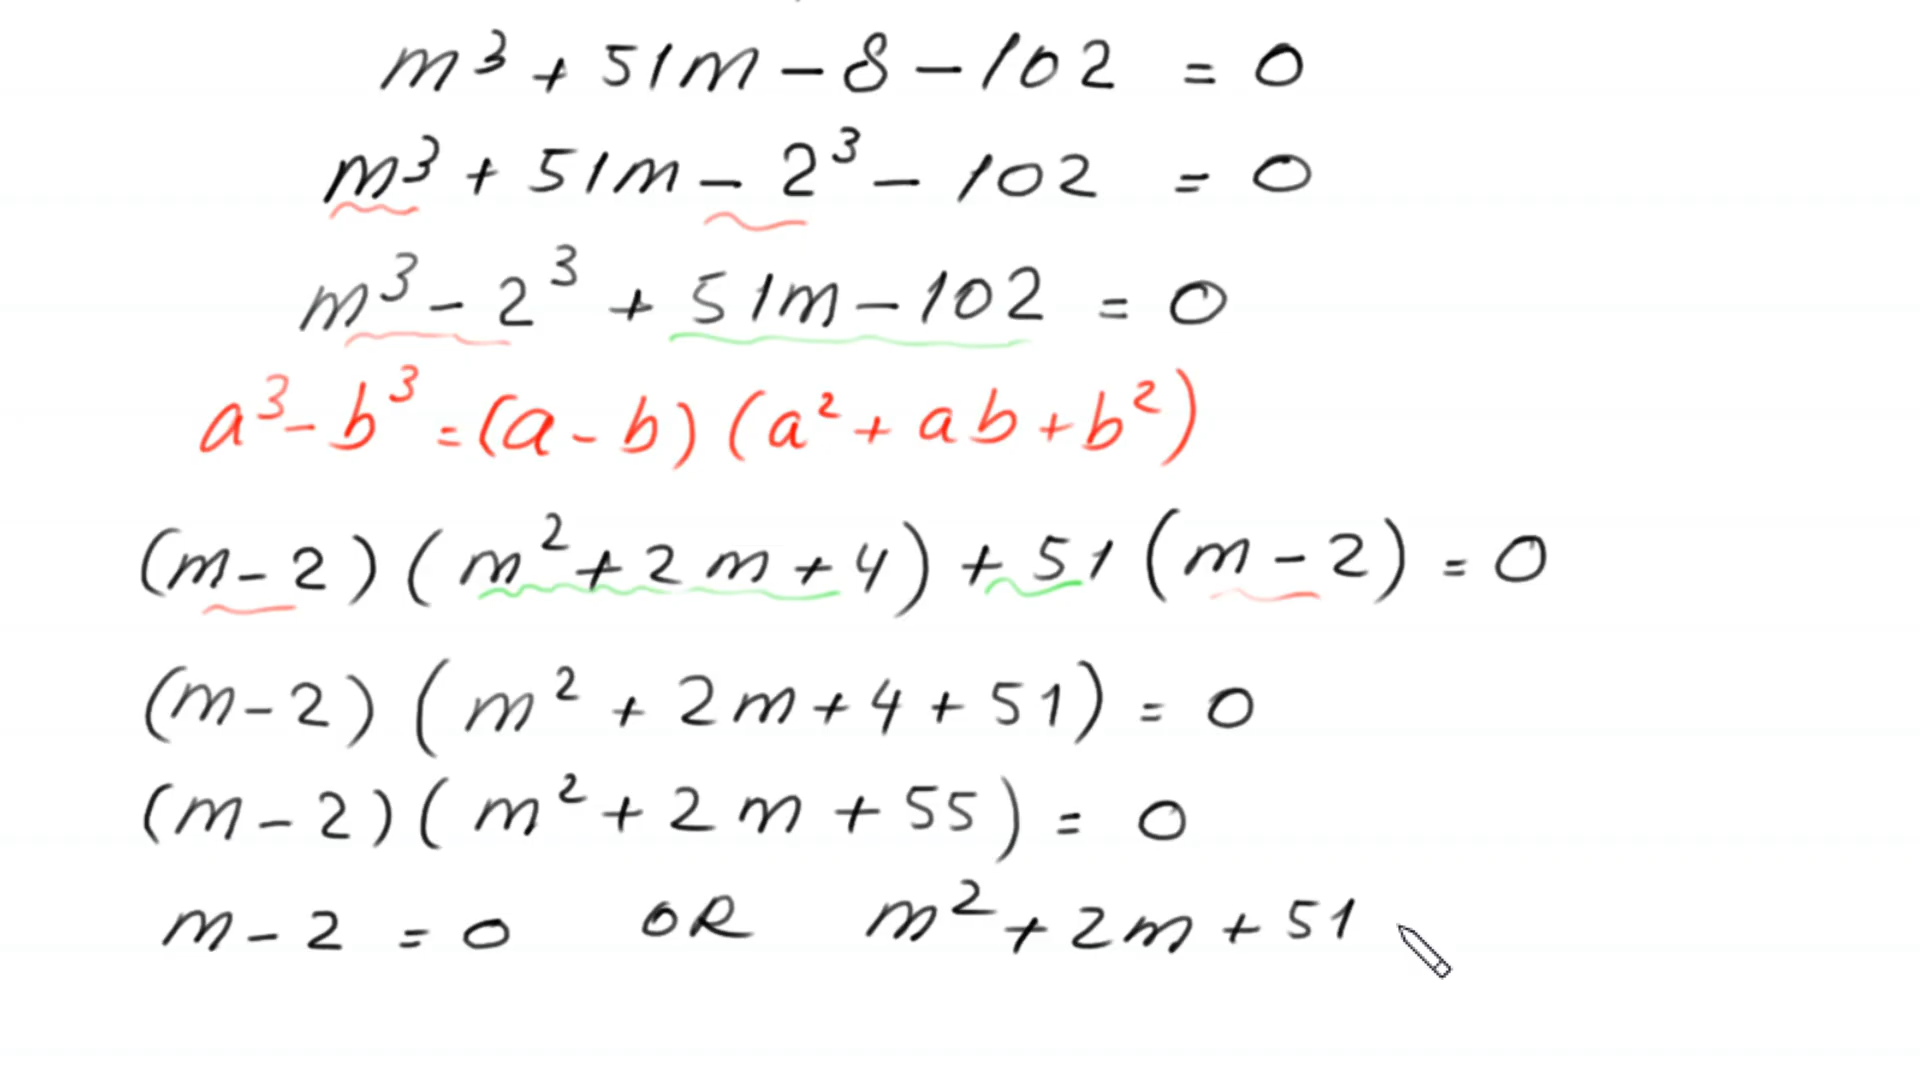 m³ + 51m - 8 - 102 = 0
m³ + 51m - 2³ - 102 = 0
m³ - 2³ + 51m - 102 = 0
a³ - b³ = (a - b) (a² + ab + b²)
(m - 2) (m² + 2m + 4) + 51 (m - 2) = 0
(m - 2) (m² + 2m + 4 + 51) = 0
(m - 2) (m² + 2m + 55) = 0
m - 2 = 0 OR m² + 2m + 51